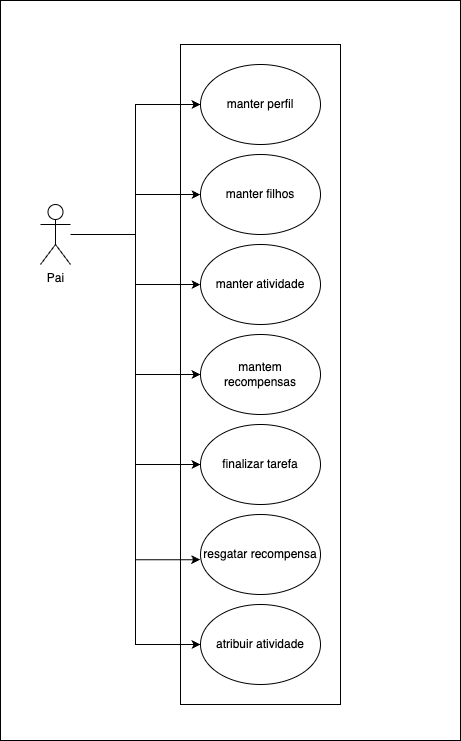 manter perfil
manter filhos
Pai
manter atividade
mantem
recompensas
finalizar tarefa
resgatar recompensa
atribuir atividade